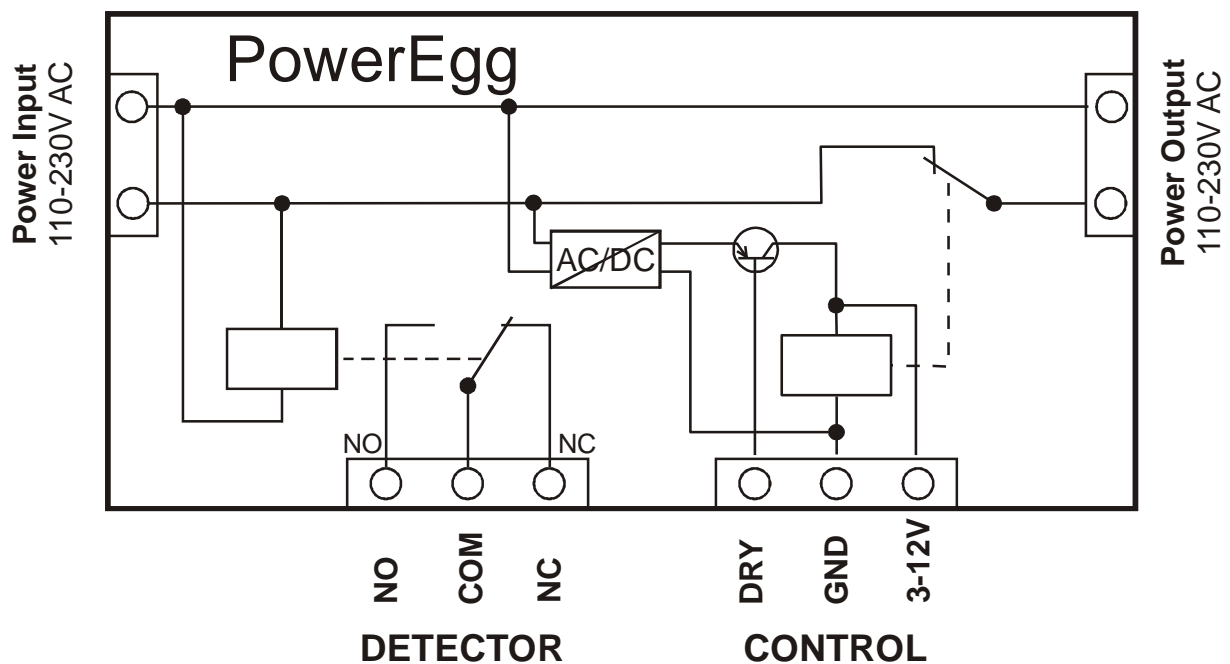 PowerEgg
Power Input
110-230V AC
Power Output
110-230V AC
AC/DC
NO
NC
NO
COM
NC
DRY
GND
3-12V
DETECTOR
CONTROL